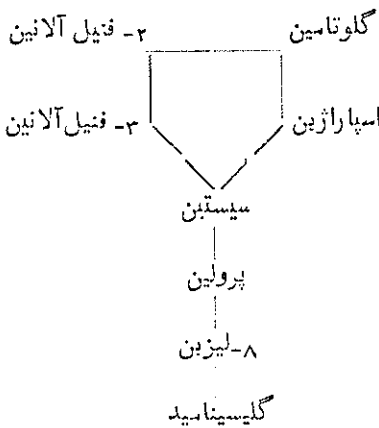 ۲- فنیل آلانین گلوتامین
۳- فنیل آلانین اسپاراژین
سیستین
پرولین
۸-لیزین
گلیسینامید